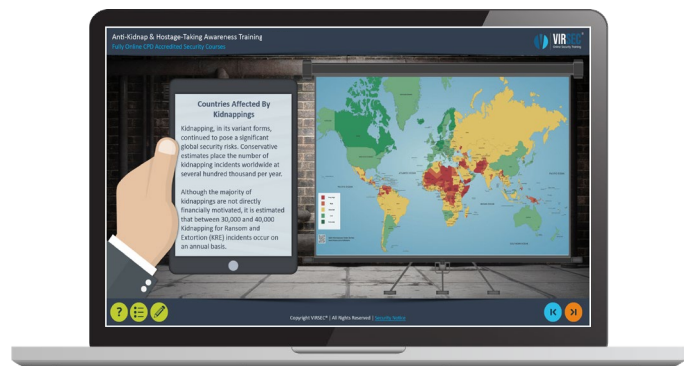 Anti-Kidnap & Hostage-Taking Awareness Training
Fully Online CPD Accredited Security Courses
VIRSEC
Online Security Training
Countries Affected By
Kidnappings
Kidnapping, in its variant forms,
continued to pose a significant
global security risks. Conservative
estimates place the number of
kidnapping incidents worldwide at
several hundred thousand per year.
Although the majority of
kidnappings are not directly
financially motivated, it is estimated
that between 30,000 and 40,000
Kidnapping for Ransom and
Extortion (KRE) incidents occur on
an annual basis.
?
Copyright VIRSEC® | All Rights Reserved |